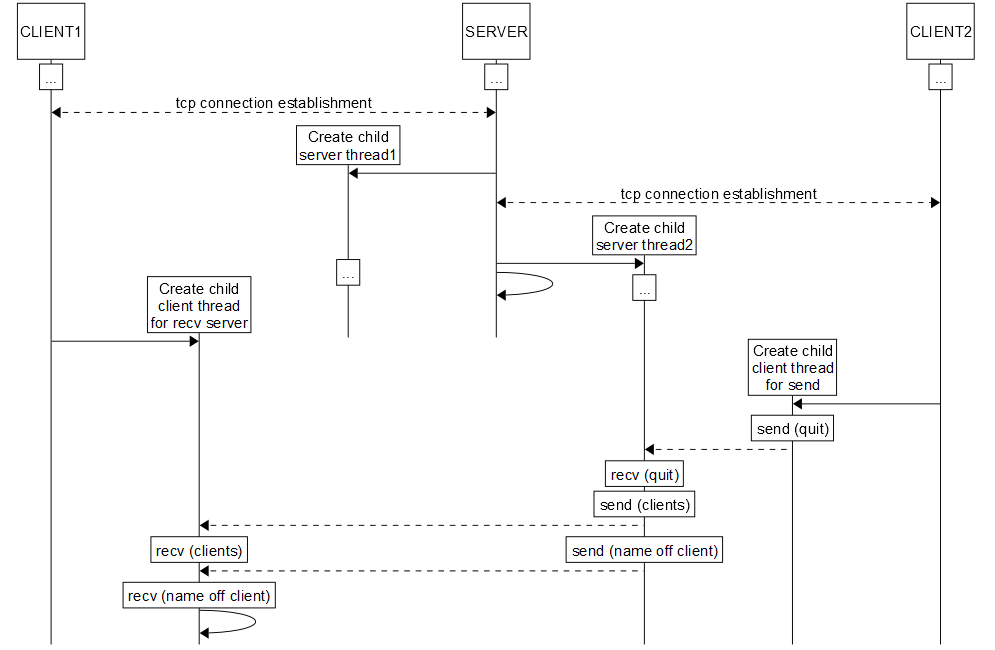 CLIENT1
SERVER
CLIENT2
...
...
...
tcp connection establishment
Create child
server thread1
tcp connection establishment
Create child
server thread2
...
...
Create child
client thread
for recv server
Create child
client thread
for send
send (quit)
recv (quit)
send (clients)
recv (clients)
send (name off client)
recv (name off client)